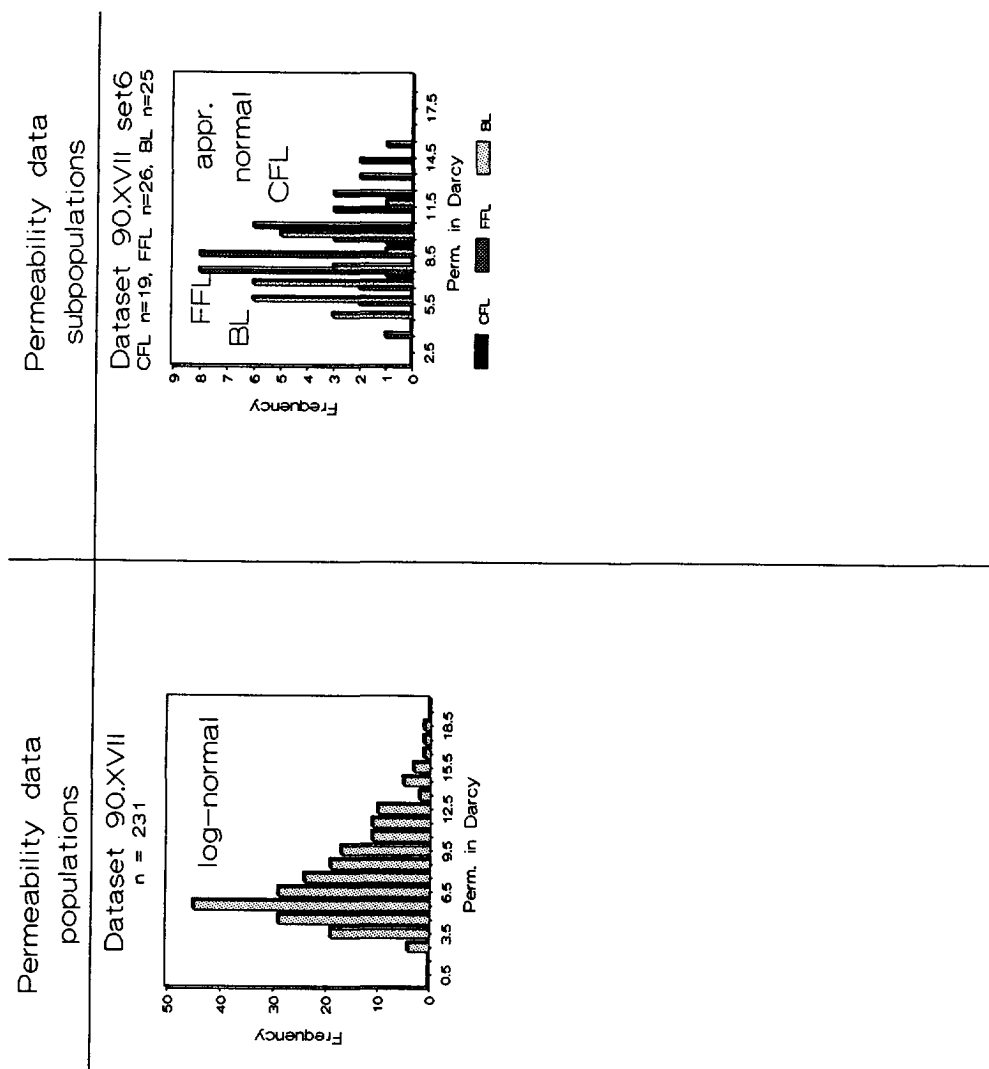 Permeability data
populations
Dataset 90.XVII
n = 231
log-normal
Frequency
50
40
30
20
10
0
0.5 3.5 6.5 9.5 12.5 15.5 18.5
Perm. in Darcy
Permeability data
subpopulations
Dataset 90.XVII set6
CFL n=19, FFL n=26, BL n=25
appr.
normal
FFL
BL
CFL
Frequency
9
8
7
6
5
4
3
2
1
0
2.5 5.5 8.5 11.5 14.5 17.5
Perm. in Darcy
CFL FFL BL